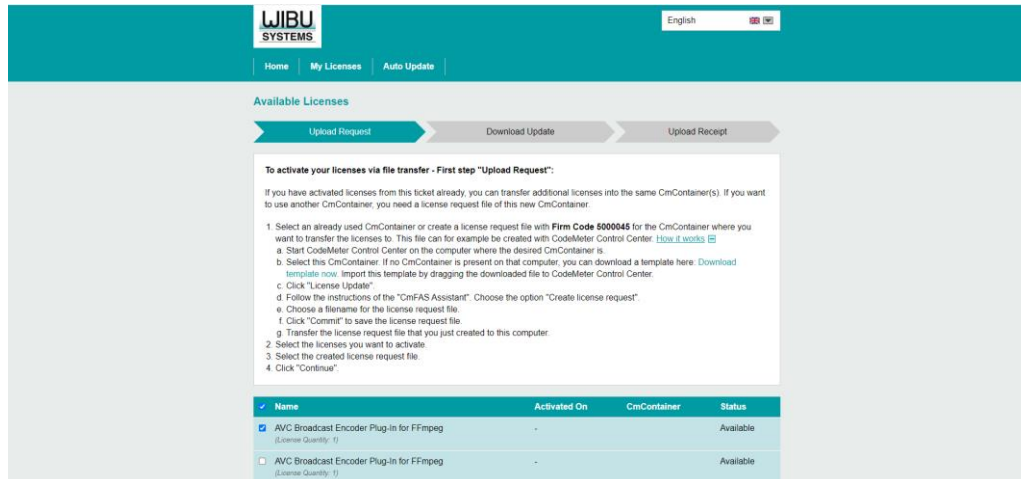 WIBU
SYSTEMS
English
Home My Licenses Auto Update
Available Licenses
Upload Request Download Update Upload Receipt
To activate your licenses via file transfer - First step "Upload Request":
If you have activated licenses from this ticket already, you can transfer additional licenses into the same CmContainer(s). If you want
to use another CmContainer, you need a license request file of this new CmContainer.
1. Select an already used CmContainer or create a license request file with Firm Code 5000045 for the CmContainer where you
want to transfer the licenses to. This file can for example be created with CodeMeter Control Center. How it works
a. Start CodeMeter Control Center on the computer where the desired CmContainer is.
b. Select this CmContainer. If no CmContainer is present on that computer, you can download a template here: Download
template now. Import this template by dragging the downloaded file to CodeMeter Control Center.
c. Click "License Update".
d. Follow the instructions of the "CmFAS Assistant". Choose the option "Create license request".
e. Choose a filename for the license request file.
f. Click "Commit" to save the license request file.
g. Transfer the license request file that you just created to this computer.
2. Select the licenses you want to activate.
3. Select the created license request file.
4. Click "Continue".
Name Activated On CmContainer Status
AVC Broadcast Encoder Plug-In for FFmpeg - Available
(License Quantity: 1)
AVC Broadcast Encoder Plug-In for FFmpeg - Available
(License Quantity: 1)